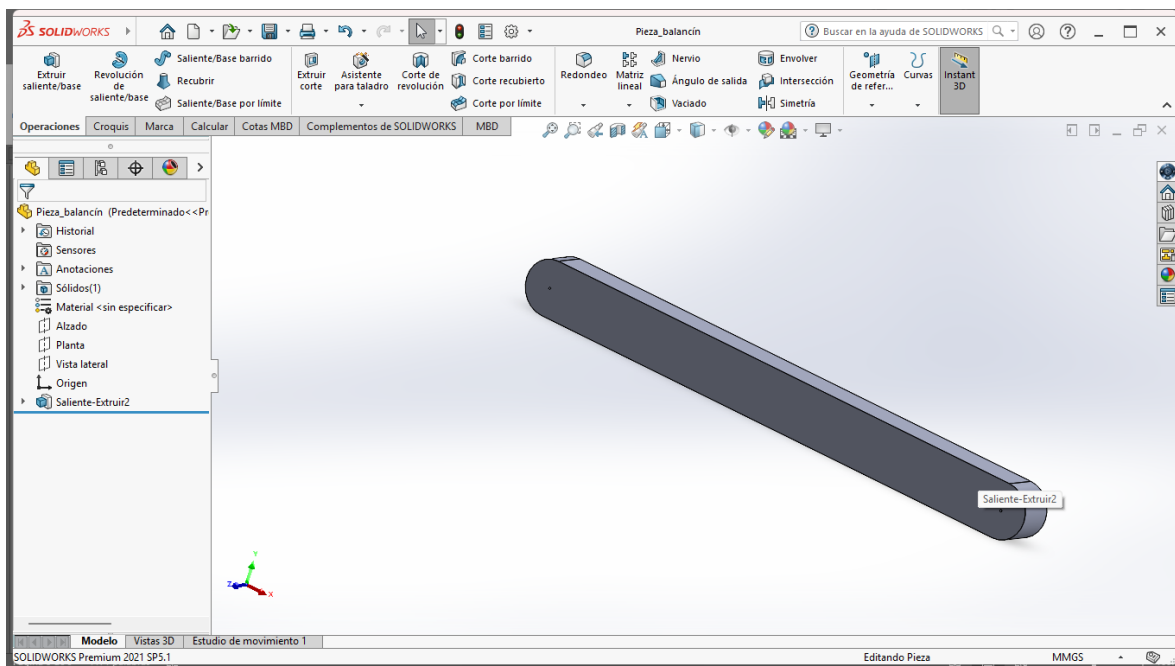 SOLIDWORKS
Pieza_balancín
Buscar en la ayuda de SOLIDWORKS
Extruir saliente/base
Revolución de saliente/base
Saliente/Base barrido
Recubrir
Saliente/Base por límite
Extruir corte
Asistente para taladro
Corte de revolución
Corte barrido
Corte recubierto
Corte por límite
Redondeo
Matriz lineal
Nervio
Ángulo de salida
Vaciado
Envolver
Intersección
Simetría
Geometría de refer...
Curvas
Instant 3D
Operaciones
Croquis
Marca
Calcular
Cotas MBD
Complementos de SOLIDWORKS
MBD
Pieza_balancín (Predeterminado<<Pr
Historial
Sensores
Anotaciones
Sólidos(1)
Material <sin especificar>
Alzado
Planta
Vista lateral
Origen
Saliente-Extruir2
Saliente-Extruir2
Y
Z
X
Modelo
Vistas 3D
Estudio de movimiento 1
SOLIDWORKS Premium 2021 SP5.1
Editando Pieza
MMGS